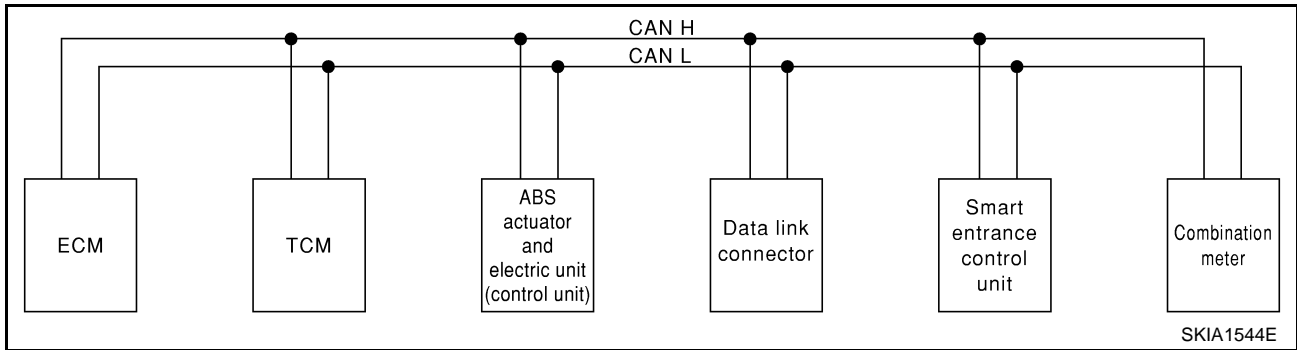 CAN H
CAN L
ECM
TCM
ABS
actuator
and
electric unit
(control unit)
Data link
connector
Smart
entrance
control
unit
Combination
meter
SKIA1544E